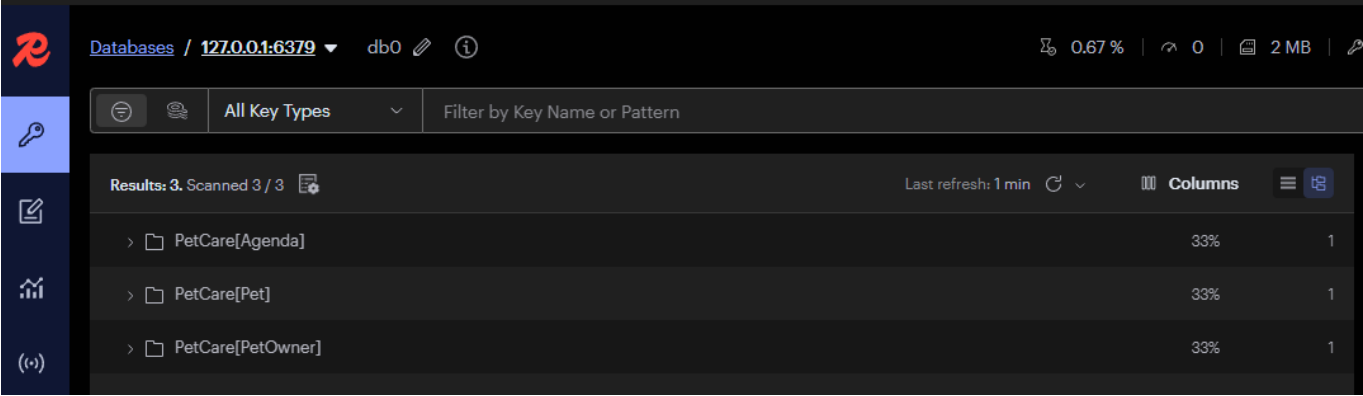 Databases / 127.0.0.1:6379 db0 0.67 % 0 2 MB
All Key Types Filter by Key Name or Pattern
Results: 3. Scanned 3 / 3 Last refresh: 1 min Columns
PetCare[Agenda] 33% 1
PetCare[Pet] 33% 1
PetCare[PetOwner] 33% 1